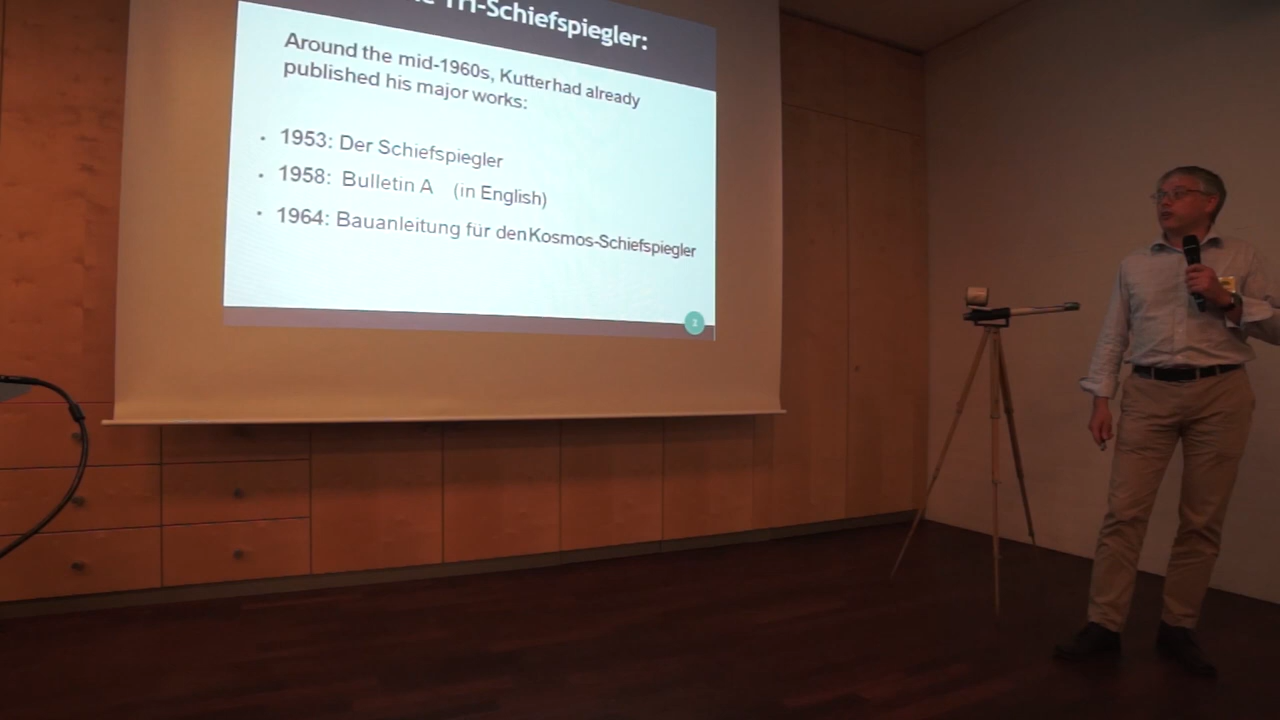 TH-Schiefspiegler:
Around the mid-1960s, Kutter had already
published his major works:
• 1953: Der Schiefspiegler
• 1958: Bulletin A (in English)
• 1964: Bauanleitung für den Kosmos-Schiefspiegler